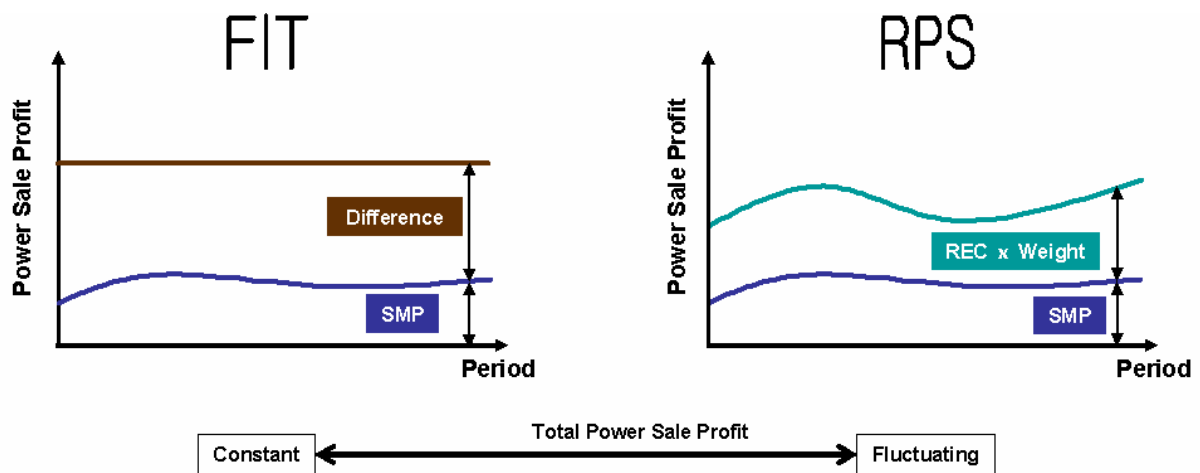 FIT
Power Sale Profit
Difference
SMP
Period
RPS
Power Sale Profit
REC x Weight
SMP
Period
Total Power Sale Profit
Constant
Fluctuating